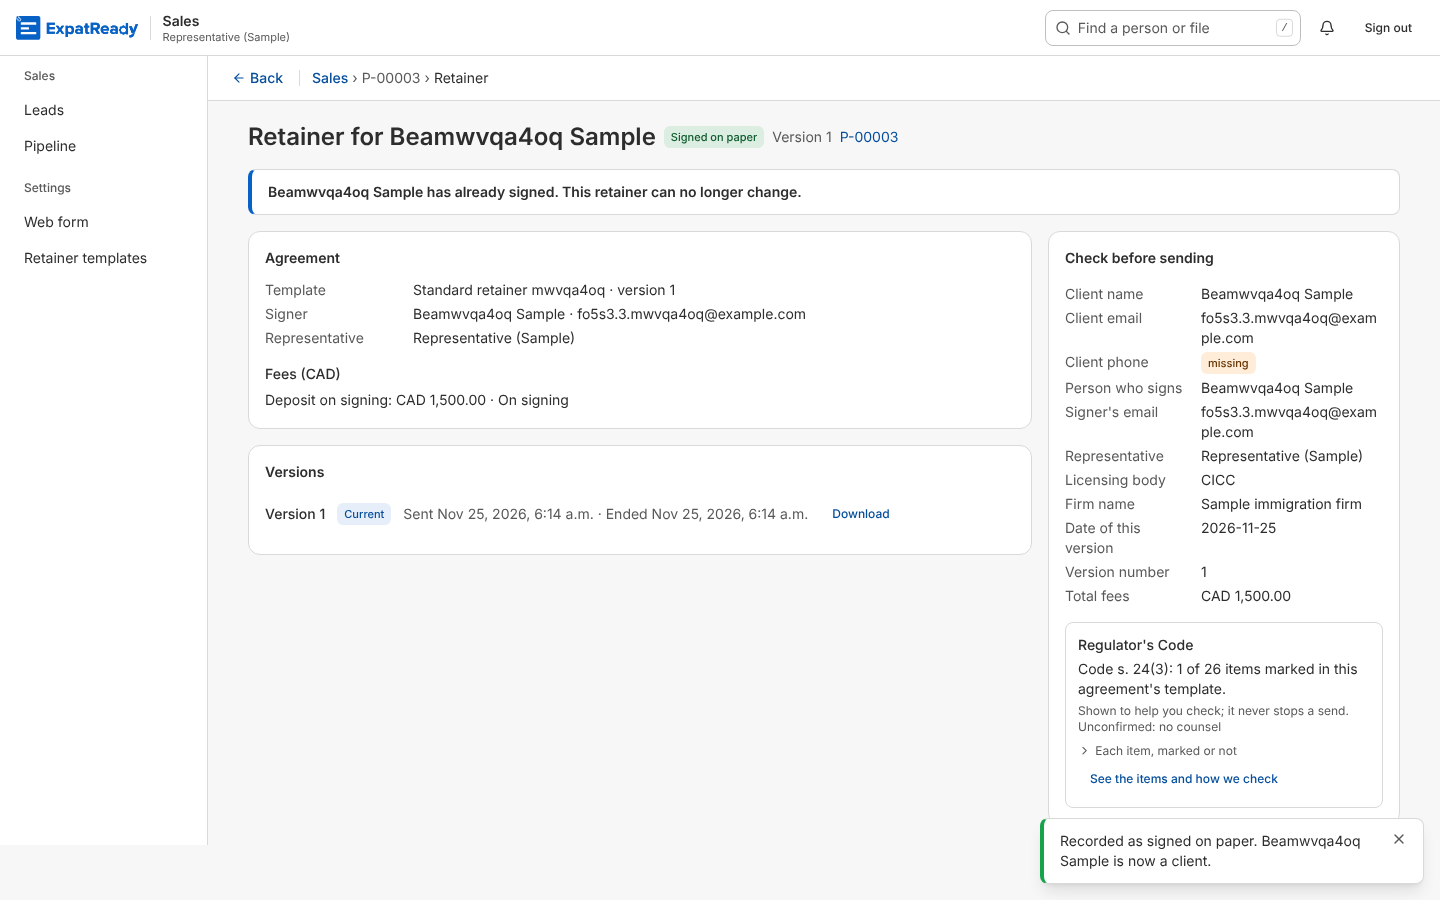 ExpatReady
Sales
Representative (Sample)
Find a person or file
/
Sign out
Sales
Leads
Pipeline
Settings
Web form
Retainer templates
← Back
Sales › P-00003 › Retainer
Retainer for Beamwvqa4oq Sample
Signed on paper
Version 1
P-00003
Beamwvqa4oq Sample has already signed. This retainer can no longer change.
Agreement
Template Standard retainer mwvqa4oq · version 1
Signer Beamwvqa4oq Sample · fo5s3.3.mwvqa4oq@example.com
Representative Representative (Sample)
Fees (CAD)
Deposit on signing: CAD 1,500.00 · On signing
Versions
Version 1 Current Sent Nov 25, 2026, 6:14 a.m. · Ended Nov 25, 2026, 6:14 a.m. Download
Check before sending
Client name Beamwvqa4oq Sample
Client email fo5s3.3.mwvqa4oq@exam
ple.com
Client phone missing
Person who signs Beamwvqa4oq Sample
Signer's email fo5s3.3.mwvqa4oq@exam
ple.com
Representative Representative (Sample)
Licensing body CICC
Firm name Sample immigration firm
Date of this 2026-11-25
version
Version number 1
Total fees CAD 1,500.00
Regulator's Code
Code s. 24(3): 1 of 26 items marked in this
agreement's template.
Shown to help you check; it never stops a send.
Unconfirmed: no counsel
Each item, marked or not
See the items and how we check
Recorded as signed on paper. Beamwvqa4oq
Sample is now a client.